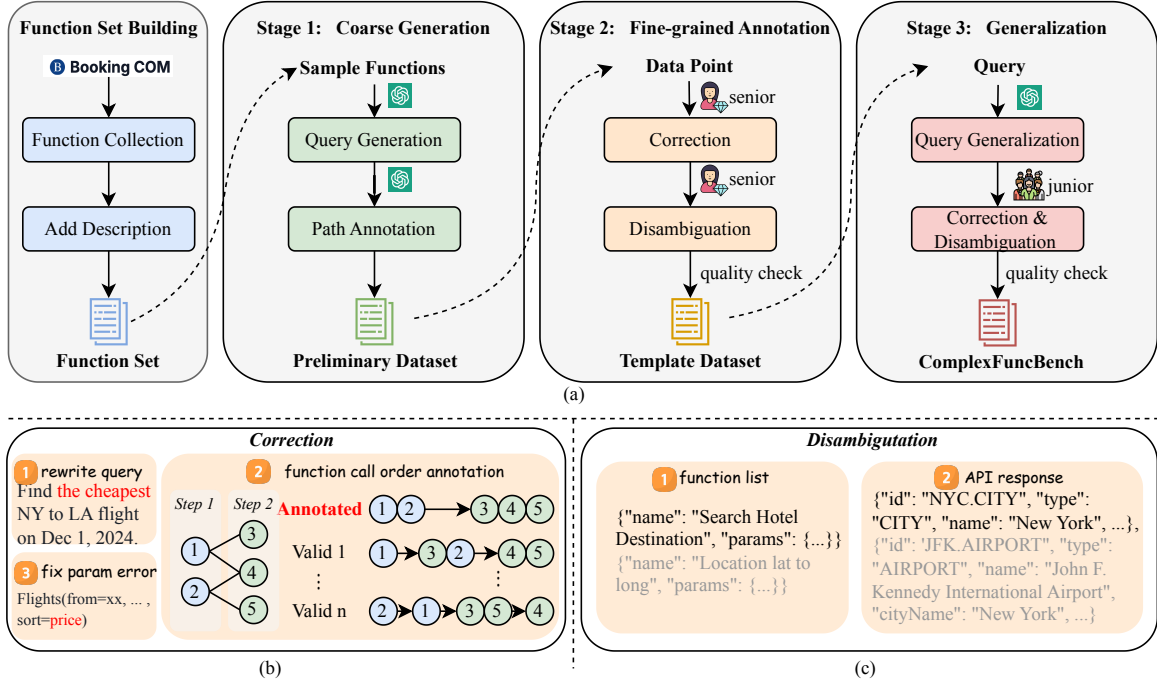 Function Set Building
B Booking COM
Function Collection
Add Description
Function Set
Stage 1: Coarse Generation
Sample Functions
Query Generation
Path Annotation
Preliminary Dataset
Stage 2: Fine-grained Annotation
Data Point
senior
Correction
senior
Disambiguation
quality check
Template Dataset
Stage 3: Generalization
Query
Query Generalization
junior
Correction &
Disambiguation
quality check
ComplexFuncBench
(a)
Correction
1 rewrite query
Find the cheapest
NY to LA flight
on Dec 1, 2024.
3 fix param error
Flights(from=xx, ... ,
sort=price)
2 function call order annotation
Step 1 Step 2
1 2 3 4 5
Annotated 1 2 3 4 5
Valid 1 1 3 2 4 5
⋮ ⋮
Valid n 2 1 3 5 4
(b)
Disambigutation
1 function list
{"name": "Search Hotel
Destination", "params": {...}}
{"name": "Location lat to
long", "params": {...}}
2 API response
{"id": "NYC.CITY", "type":
"CITY", "name": "New York", ...},
{"id": 'JFK.AIRPORT", "type":
"AIRPORT", "name": "John F.
Kennedy International Airport",
"cityName": "New York", ...}
(c)